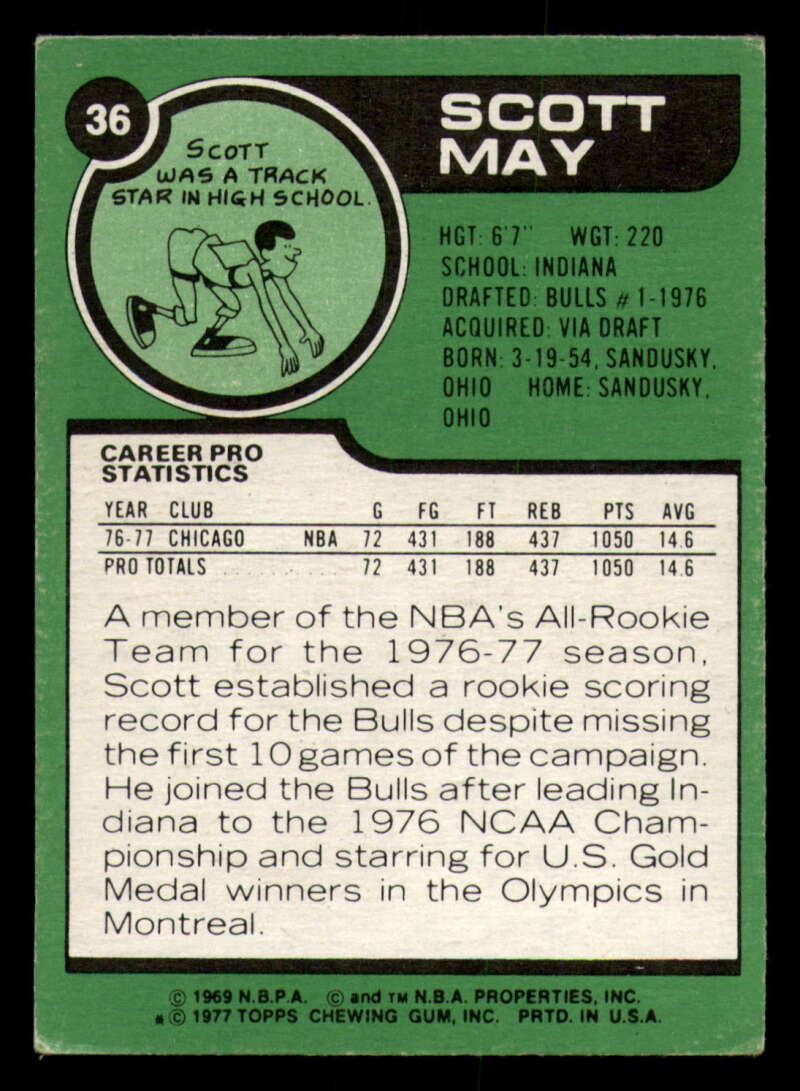 36
SCOTT
WAS A TRACK
STAR IN HIGH SCHOOL.
SCOTT
MAY
HGT: 6'7" WGT: 220
SCHOOL: INDIANA
DRAFTED: BULLS # 1-1976
ACQUIRED: VIA DRAFT
BORN: 3-19-54, SANDUSKY,
OHIO HOME: SANDUSKY,
OHIO
CAREER PRO
STATISTICS
YEAR CLUB G FG FT REB PTS AVG
76-77 CHICAGO NBA 72 431 188 437 1050 14.6
PRO TOTALS 72 431 188 437 1050 14.6
A member of the NBA's All-Rookie
Team for the 1976-77 season,
Scott established a rookie scoring
record for the Bulls despite missing
the first 10 games of the campaign.
He joined the Bulls after leading In-
diana to the 1976 NCAA Cham-
pionship and starring for U.S. Gold
Medal winners in the Olympics in
Montreal.
© 1969 N.B.P.A. © and TM N.B.A. PROPERTIES, INC.
* © 1977 TOPPS CHEWING GUM, INC. PRTD. IN U.S.A.